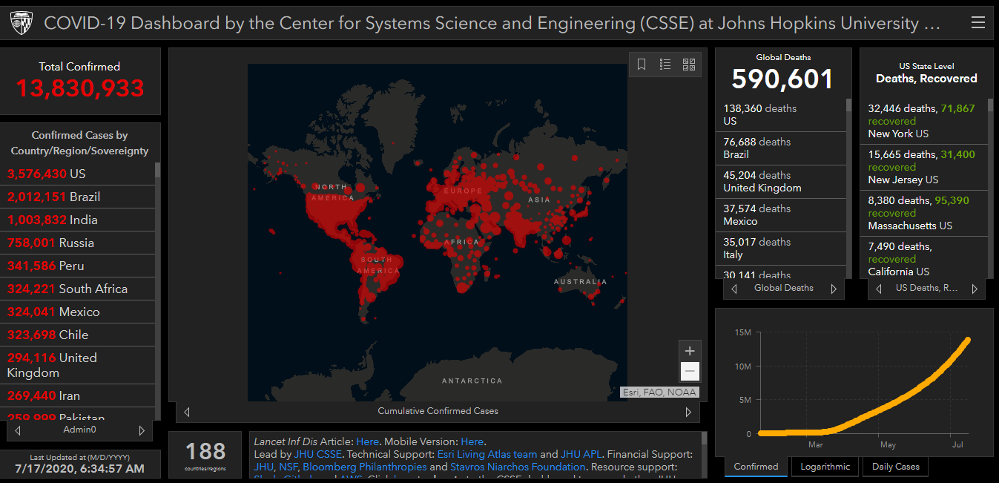 COVID-19 Dashboard by the Center for Systems Science and Engineering (CSSE) at Johns Hopkins University ...
Total Confirmed
13,830,933
Confirmed Cases by
Country/Region/Sovereignty
3,576,430 US
2,012,151 Brazil
1,003,832 India
758,001 Russia
341,586 Peru
324,221 South Africa
324,041 Mexico
323,698 Chile
294,116 United
Kingdom
269,440 Iran
259,999 Pakistan
Admin0
Last Updated at (M/D/YYYY)
7/17/2020, 6:34:57 AM
NORTH
AMERICA
EUROPE
ASIA
AFRICA
SOUTH
AMERICA
AUSTRALIA
ANTARCTICA
Esri, FAO, NOAA
Cumulative Confirmed Cases
188
countries/regions
Lancet Inf Dis Article: Here. Mobile Version: Here.
Lead by JHU CSSE. Technical Support: Esri Living Atlas team and JHU APL. Financial Support:
JHU, NSF, Bloomberg Philanthropies and Stavros Niarchos Foundation. Resource support:
Global Deaths
590,601
138,360 deaths
US
76,688 deaths
Brazil
45,204 deaths
United Kingdom
37,574 deaths
Mexico
35,017 deaths
Italy
30,141 deaths
Global Deaths
US State Level
Deaths, Recovered
32,446 deaths, 71,867
recovered
New York US
15,665 deaths, 31,400
recovered
New Jersey US
8,380 deaths, 95,390
recovered
Massachusetts US
7,490 deaths,
recovered
California US
US Deaths, R...
15M
10M
5M
0
Mar
May
Jul
Confirmed
Logarithmic
Daily Cases